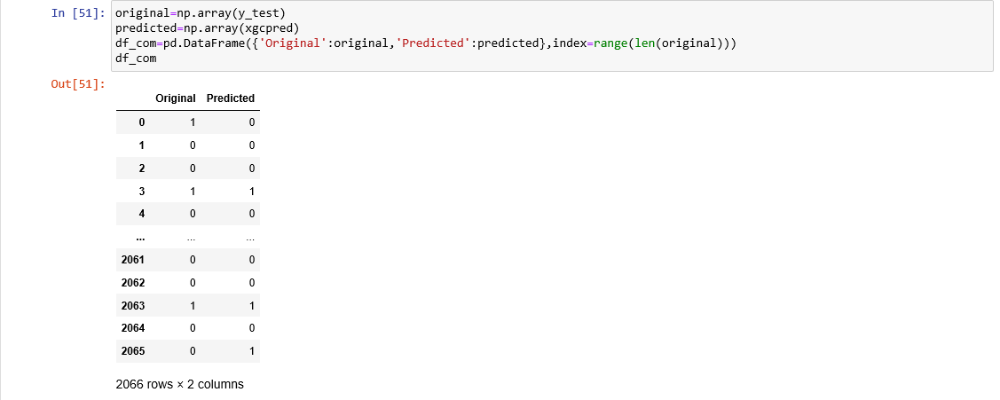 In [51]: original=np.array(y_test)
predicted=np.array(xgcpred)
df_com=pd.DataFrame({'Original':original,'Predicted':predicted},index=range(len(original)))
df_com
Out[51]:
Original Predicted
0 1 0
1 0 0
2 0 0
3 1 1
4 0 0
... ... ...
2061 0 0
2062 0 0
2063 1 1
2064 0 0
2065 0 1
2066 rows × 2 columns